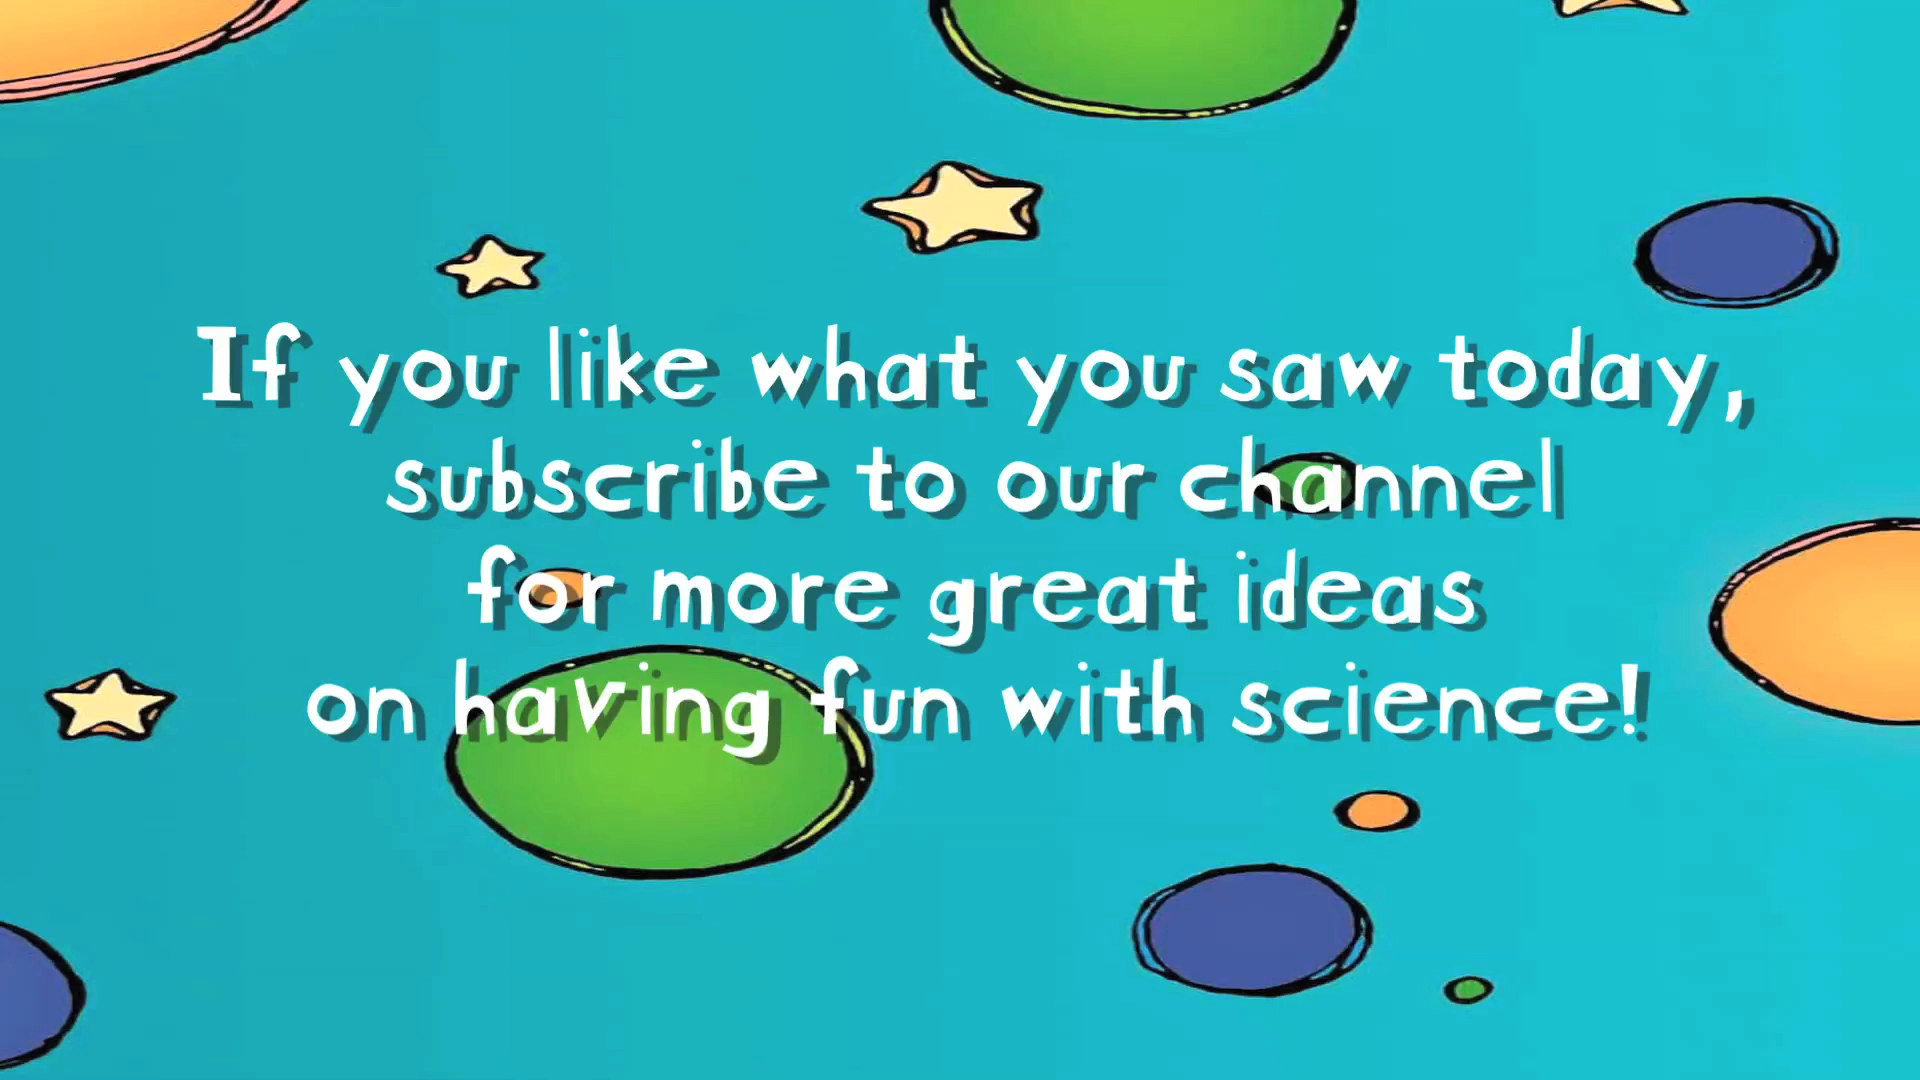 If you like what you saw today,
subscribe to our channel
for more great ideas
on having fun with science!